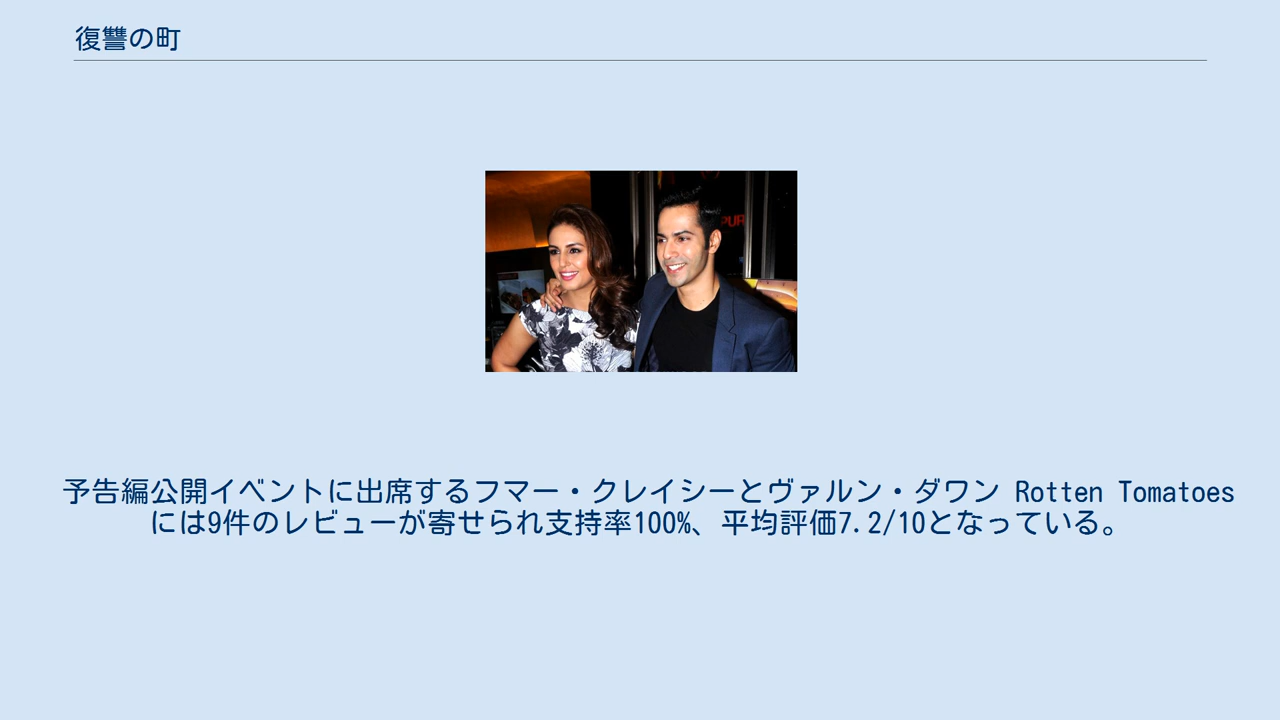 復讐の町
PUR
予告編公開イベントに出席するフマー・クレイシーとヴァルン・ダワン Rotten Tomatoes
には9件のレビューが寄せられ支持率100%、平均評価7.2/10となっている。